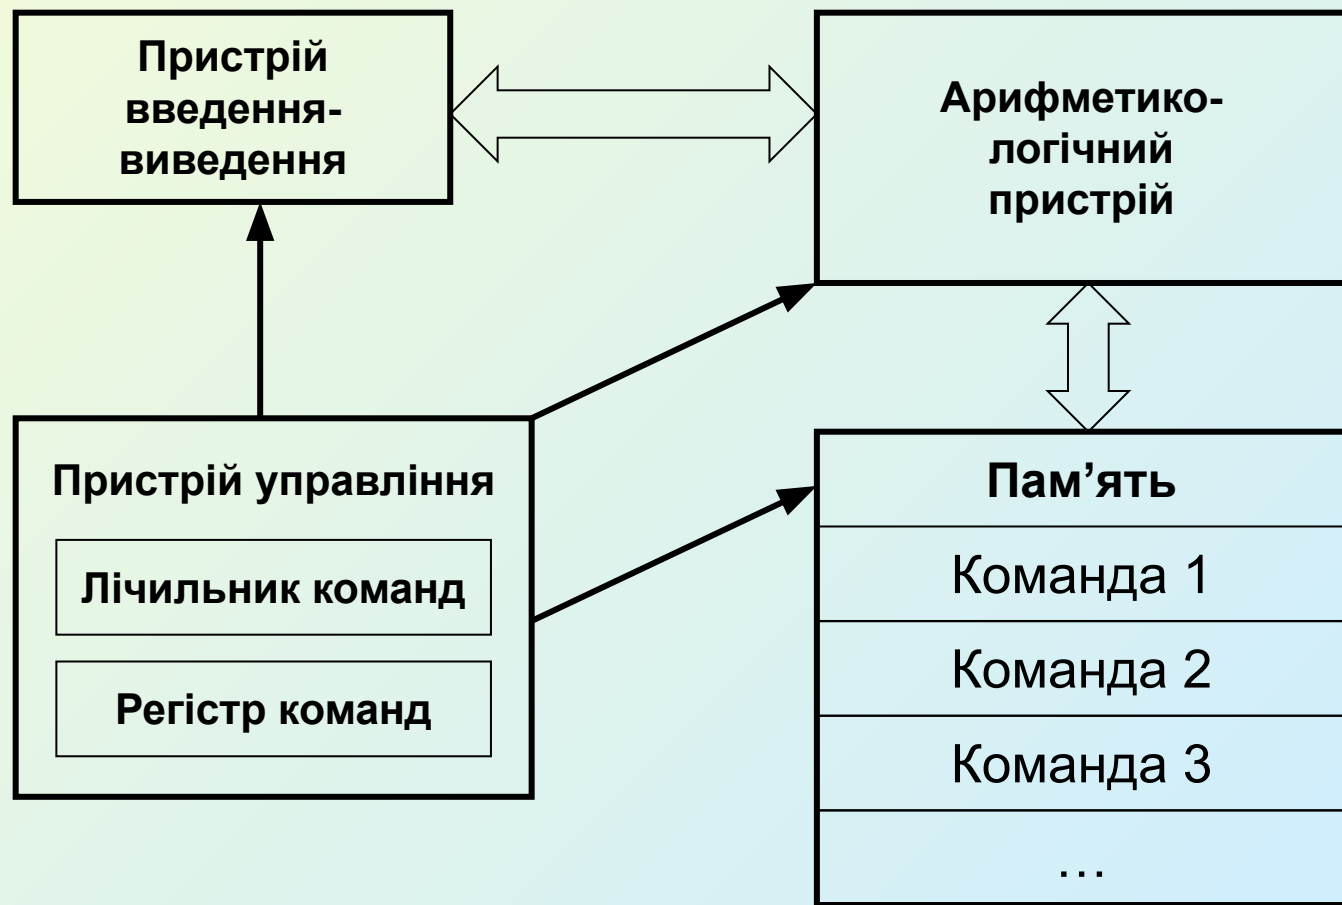 Пристрій
введення-
виведення
Арифметико-
логічний
пристрій
Пристрій управління
Лічильник команд
Регістр команд
Пам’ять
Команда 1
Команда 2
Команда 3
…